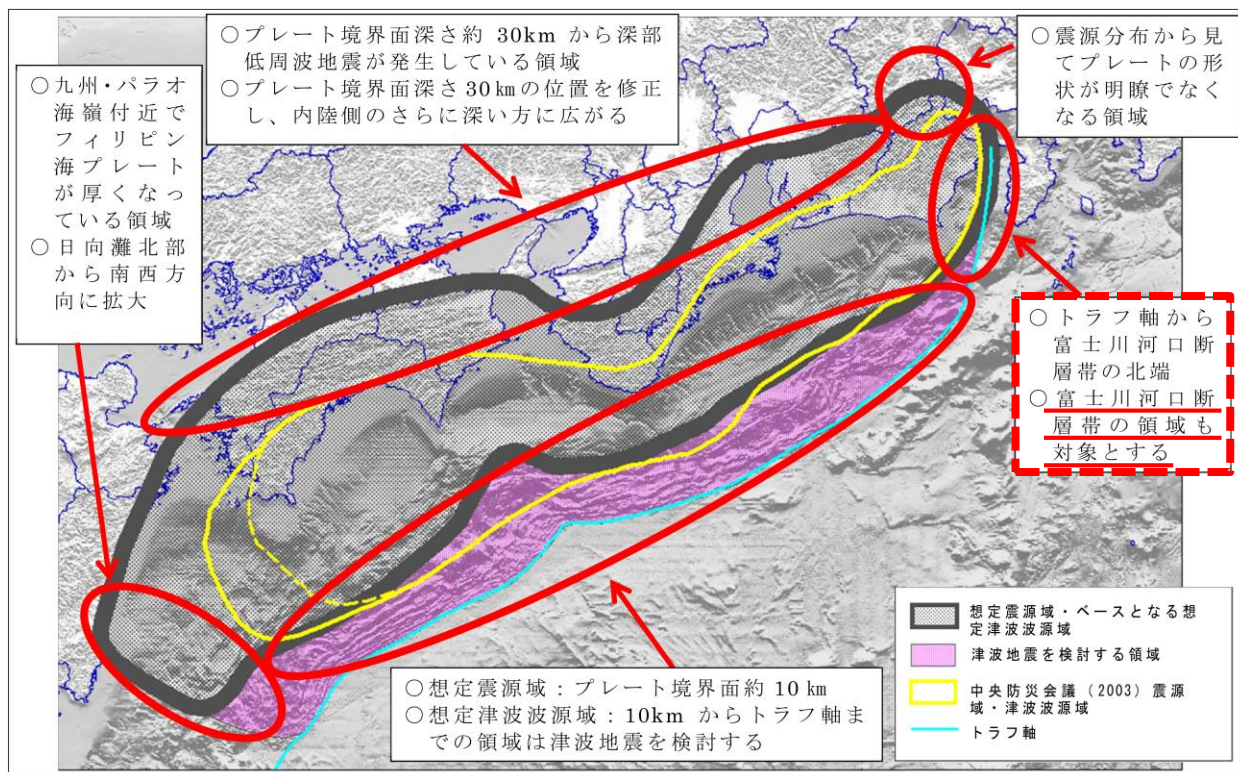 ○プレート境界面深さ約 30km から深部
低周波地震が発生している領域
○プレート境界面深さ30㎞の位置を修正
し、内陸側のさらに深い方に広がる
○震源分布から見
てプレートの形
状が明瞭でなく
なる領域
○九州・パラオ
海嶺付近で
フィリピン
海プレート
が厚くなっ
ている領域
○日向灘北部
から南西方
向に拡大
○トラフ軸から
富士川河口断
層帯の北端
○富士川河口断
層帯の領域も
対象とする
○想定震源域：プレート境界面約 10 ㎞
○想定津波波源域：10km からトラフ軸ま
での領域は津波地震を検討する
想定震源域・ベースとなる想
定津波波源域
津波地震を検討する領域
中央防災会議（2003）震源
域・津波波源域
トラフ軸